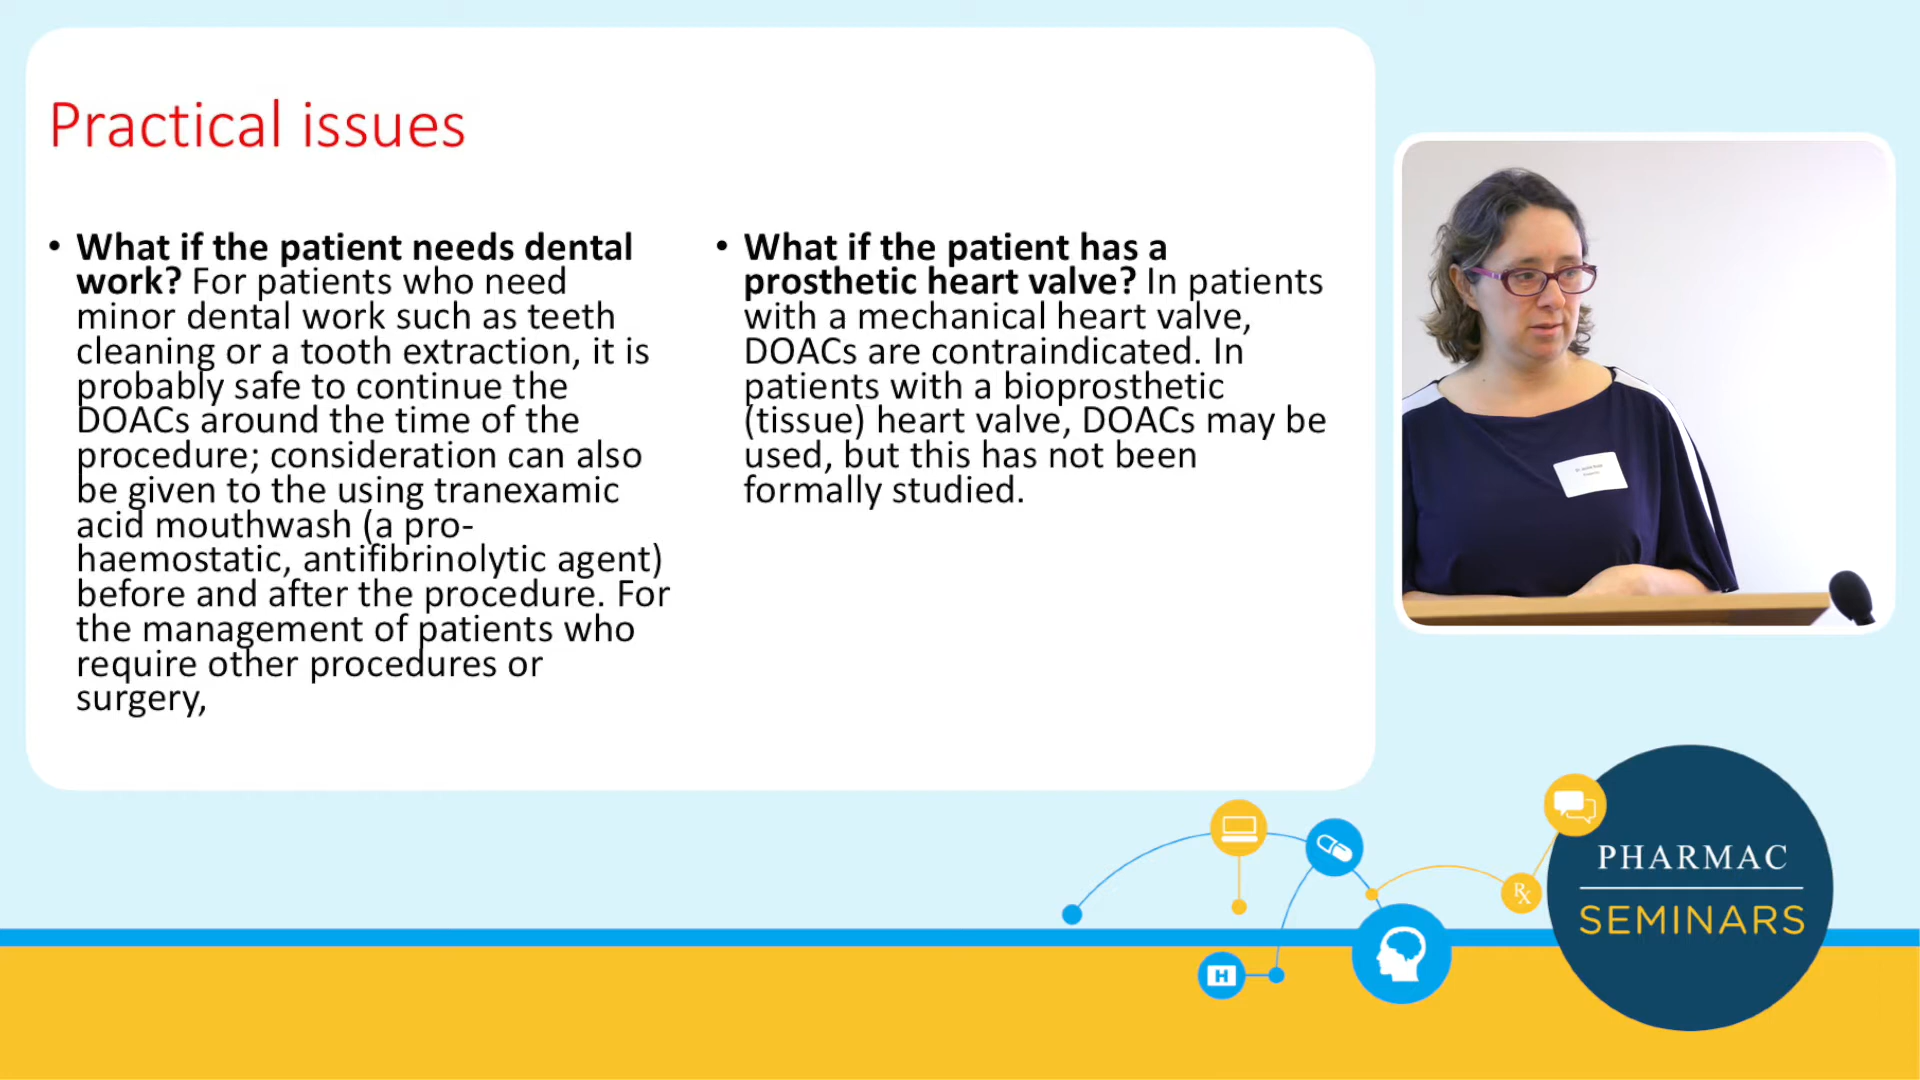 Practical issues
• What if the patient needs dental
work? For patients who need
minor dental work such as teeth
cleaning or a tooth extraction, it is
probably safe to continue the
DOACs around the time of the
procedure; consideration can also
be given to the using tranexamic
acid mouthwash (a pro-
haemostatic, antifibrinolytic agent)
before and after the procedure. For
the management of patients who
require other procedures or
surgery,
• What if the patient has a
prosthetic heart valve? In patients
with a mechanical heart valve,
DOACs are contraindicated. In
patients with a bioprosthetic
(tissue) heart valve, DOACs may be
used, but this has not been
formally studied.
H
Rx
PHARMAC
SEMINARS